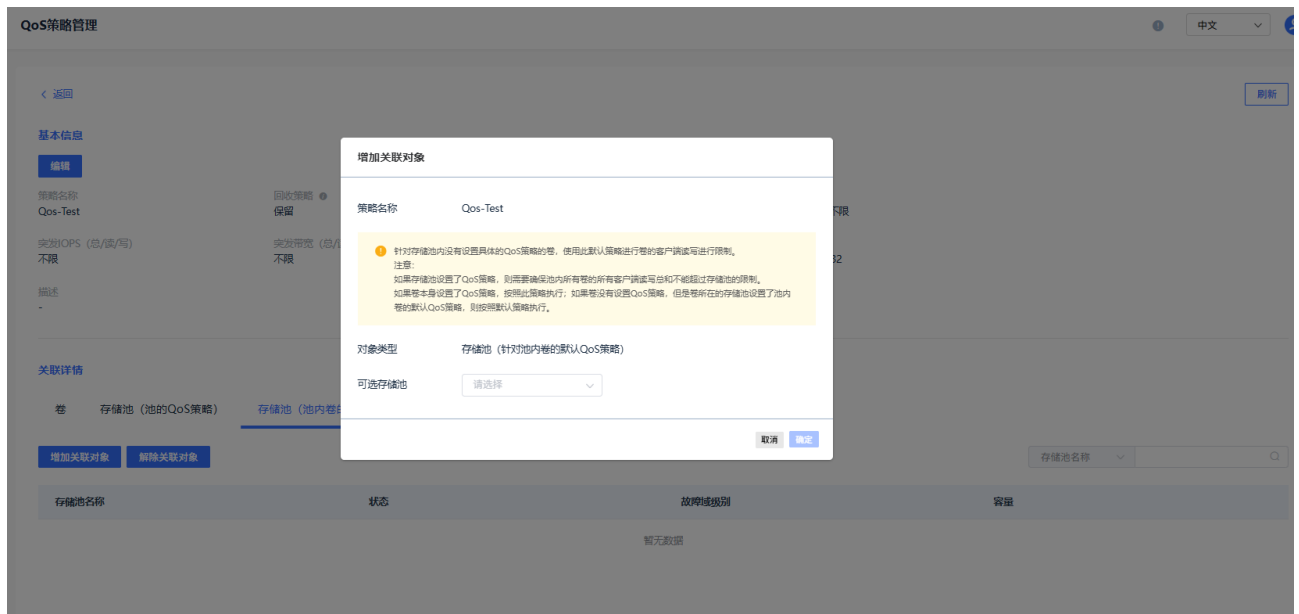 QoS策略管理
中文
返回
刷新
基本信息
编辑
策略名称
回收策略
Qos-Test
保留
不限
突发IOPS（总/读/写）
突发带宽（总/
不限
不限
描述
-
增加关联对象
策略名称 Qos-Test
针对存储池内没有设置具体的QoS策略的卷，使用此默认策略进行卷的客户端读写进行限制。
注意：
如果存储池设置了QoS策略，则需要确保池内所有卷的所有客户端读写总和不能超过存储池的限制。
如果卷本身设置了QoS策略，按照此策略执行；如果卷没有设置QoS策略，但是卷所在的存储池设置了池内
卷的默认QoS策略，则按照默认策略执行。
对象类型 存储池（针对池内卷的默认QoS策略）
可选存储池 请选择
取消 确定
关联详情
卷 存储池（池的QoS策略） 存储池（池内卷
增加关联对象 解除关联对象 存储池名称
存储池名称 状态 故障域级别 容量
暂无数据